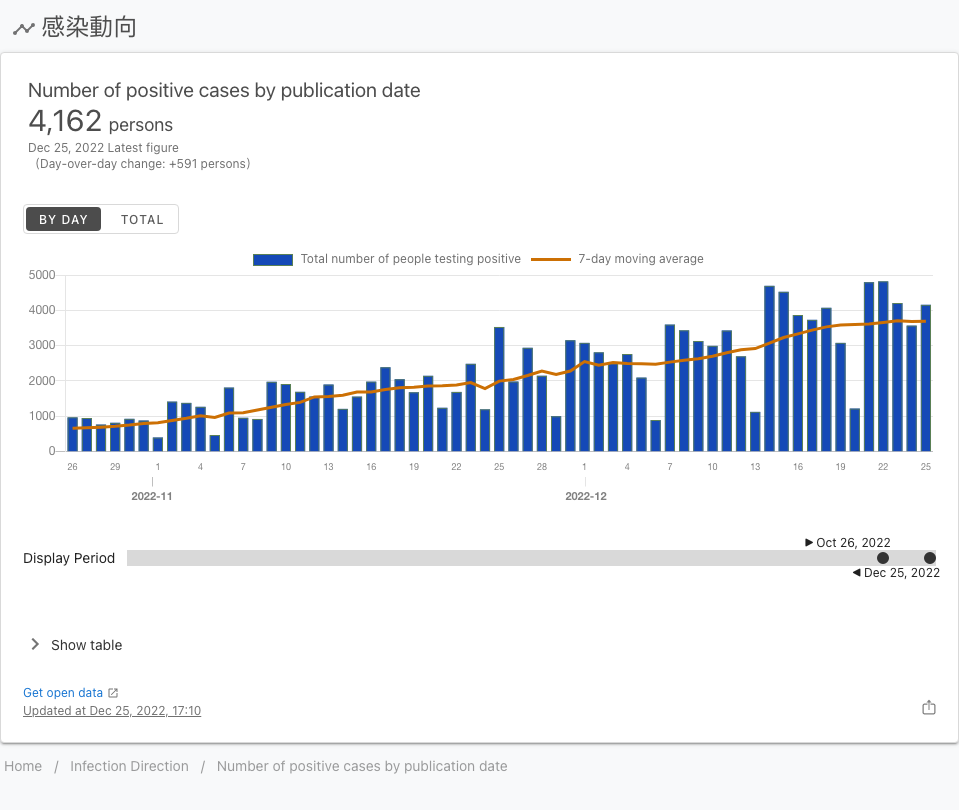 感染動向
Number of positive cases by publication date
4,162 persons
Dec 25, 2022 Latest figure
(Day-over-day change: +591 persons)
BY DAY TOTAL
Total number of people testing positive 7-day moving average
5000
4000
3000
2000
1000
0
26 29 1 4 7 10 13 16 19 22 25 28 1 4 7 10 13 16 19 22 25
2022-11 2022-12
Oct 26, 2022
Display Period
Dec 25, 2022
Show table
Get open data
Updated at Dec 25, 2022, 17:10
Home / Infection Direction / Number of positive cases by publication date